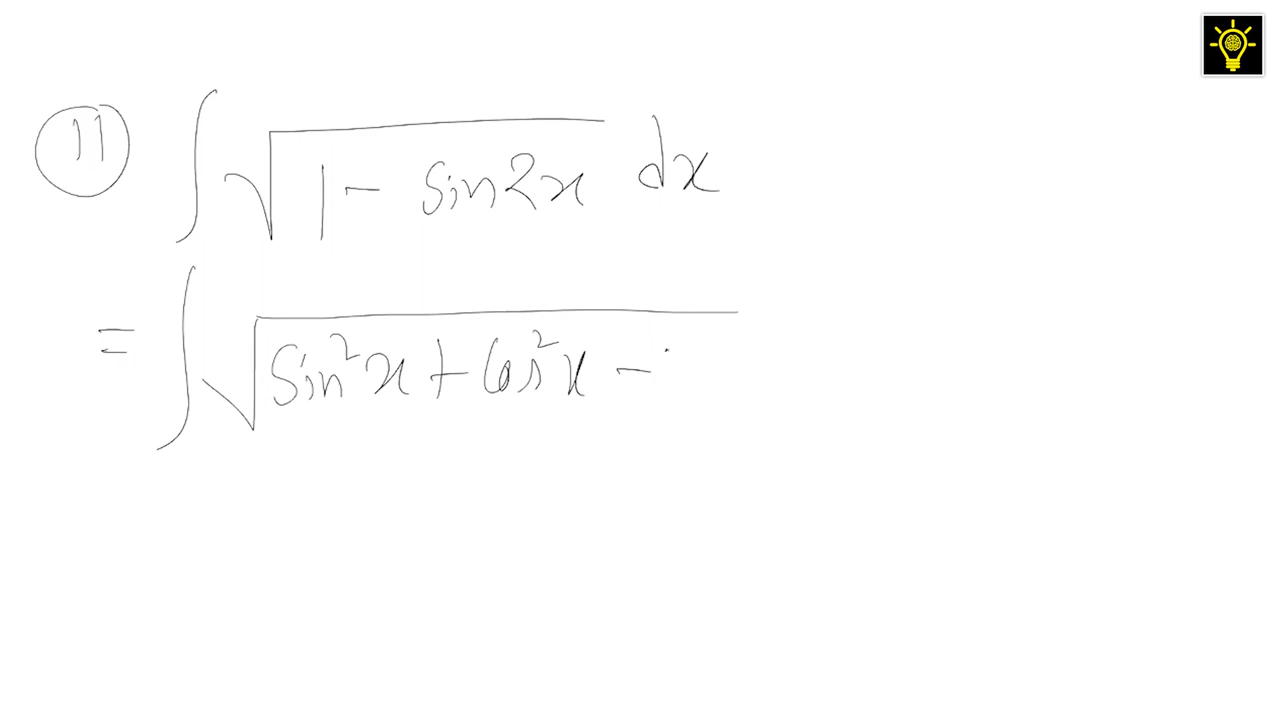 11 ∫ √(1 - sin2x) dx
= ∫ √(Sin²x + Cos²x -